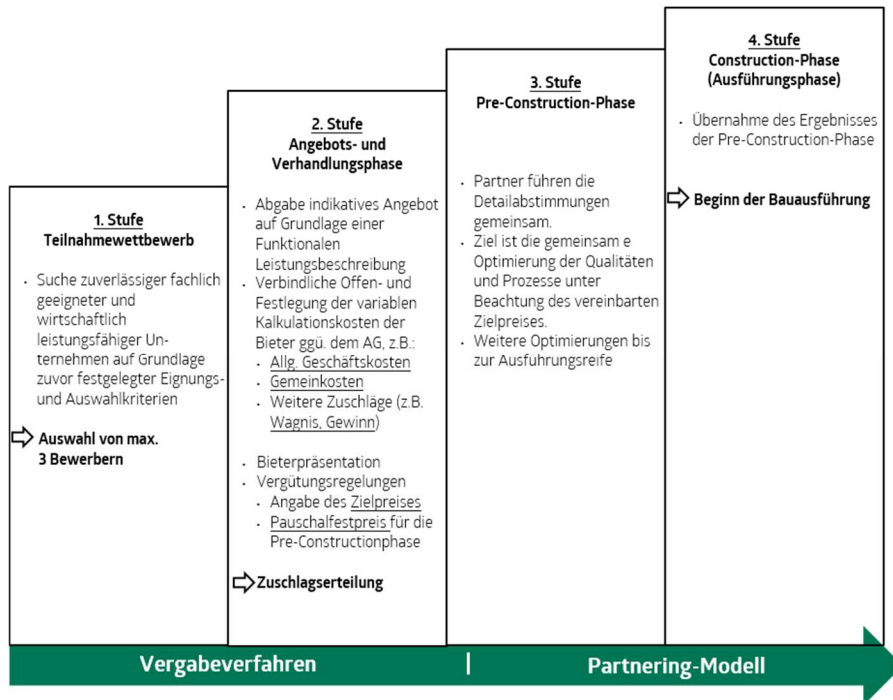 1. Stufe
Teilnahmewettbewerb
· Suche zuverlässiger fachlich
geeigneter und
wirtschaftlich
leistungsfähiger Un-
ternehmen auf Grundlage
zuvor festgelegter Eignungs-
und Auswahlkriterien
Auswahl von max.
3 Bewerbern
2. Stufe
Angebots- und
Verhandlungsphase
· Abgabe indikatives Angebot
auf Grundlage einer
Funktionalen
Leistungsbeschreibung
· Verbindliche Offen- und
Festlegung der variablen
Kalkulationskosten der
Bieter ggü. dem AG, z.B.:
· Allg. Geschäftskosten
· Gemeinkosten
· Weitere Zuschläge (z.B.
Wagnis, Gewinn)
· Bieterpräsentation
· Vergütungsregelungen
· Angabe des Zielpreises
· Pauschalfestpreis für die
Pre-Constructionphase
Zuschlagserteilung
3. Stufe
Pre-Construction-Phase
· Partner führen die
Detailabstimmungen
gemeinsam.
· Ziel ist die gemeinsam e
Optimierung der Qualitäten
und Prozesse unter
Beachtung des vereinbarten
Zielpreises.
· Weitere Optimierungen bis
zur Ausführungsreife
4. Stufe
Construction-Phase
(Ausführungsphase)
· Übernahme des Ergebnisses
der Pre-Construction-Phase
Beginn der Bauausführung
Vergabeverfahren | Partnering-Modell